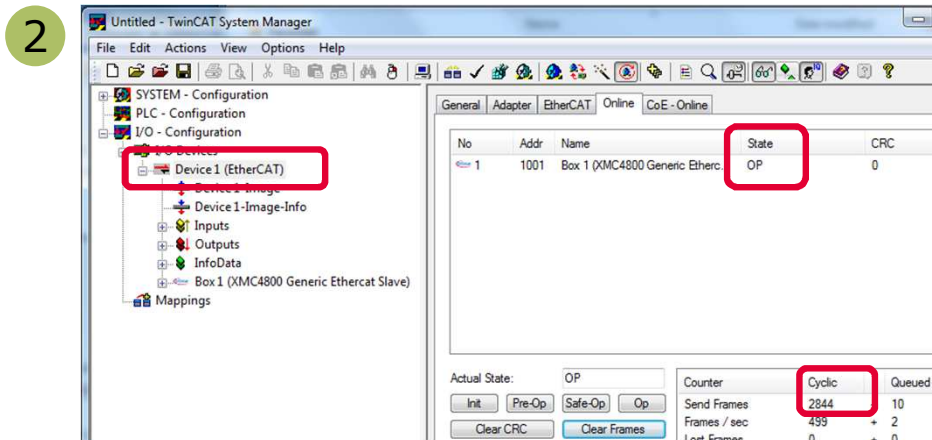 2
Untitled - TwinCAT System Manager
File Edit Actions View Options Help
SYSTEM - Configuration
PLC - Configuration
I/O - Configuration
I/O Devices
Device 1 (EtherCAT)
Device 1-Image
Device 1-Image-Info
Inputs
Outputs
InfoData
Box 1 (XMC4800 Generic Ethercat Slave)
Mappings
General Adapter EtherCAT Online CoE - Online
No Addr Name State CRC
1 1001 Box 1 (XMC4800 Generic Etherc... OP 0
Actual State: OP
Init Pre-Op Safe-Op Op
Clear CRC Clear Frames
Counter Cyclic Queued
Send Frames 2844 + 10
Frames / sec 499 + 2
Lost Frames 0 + 0